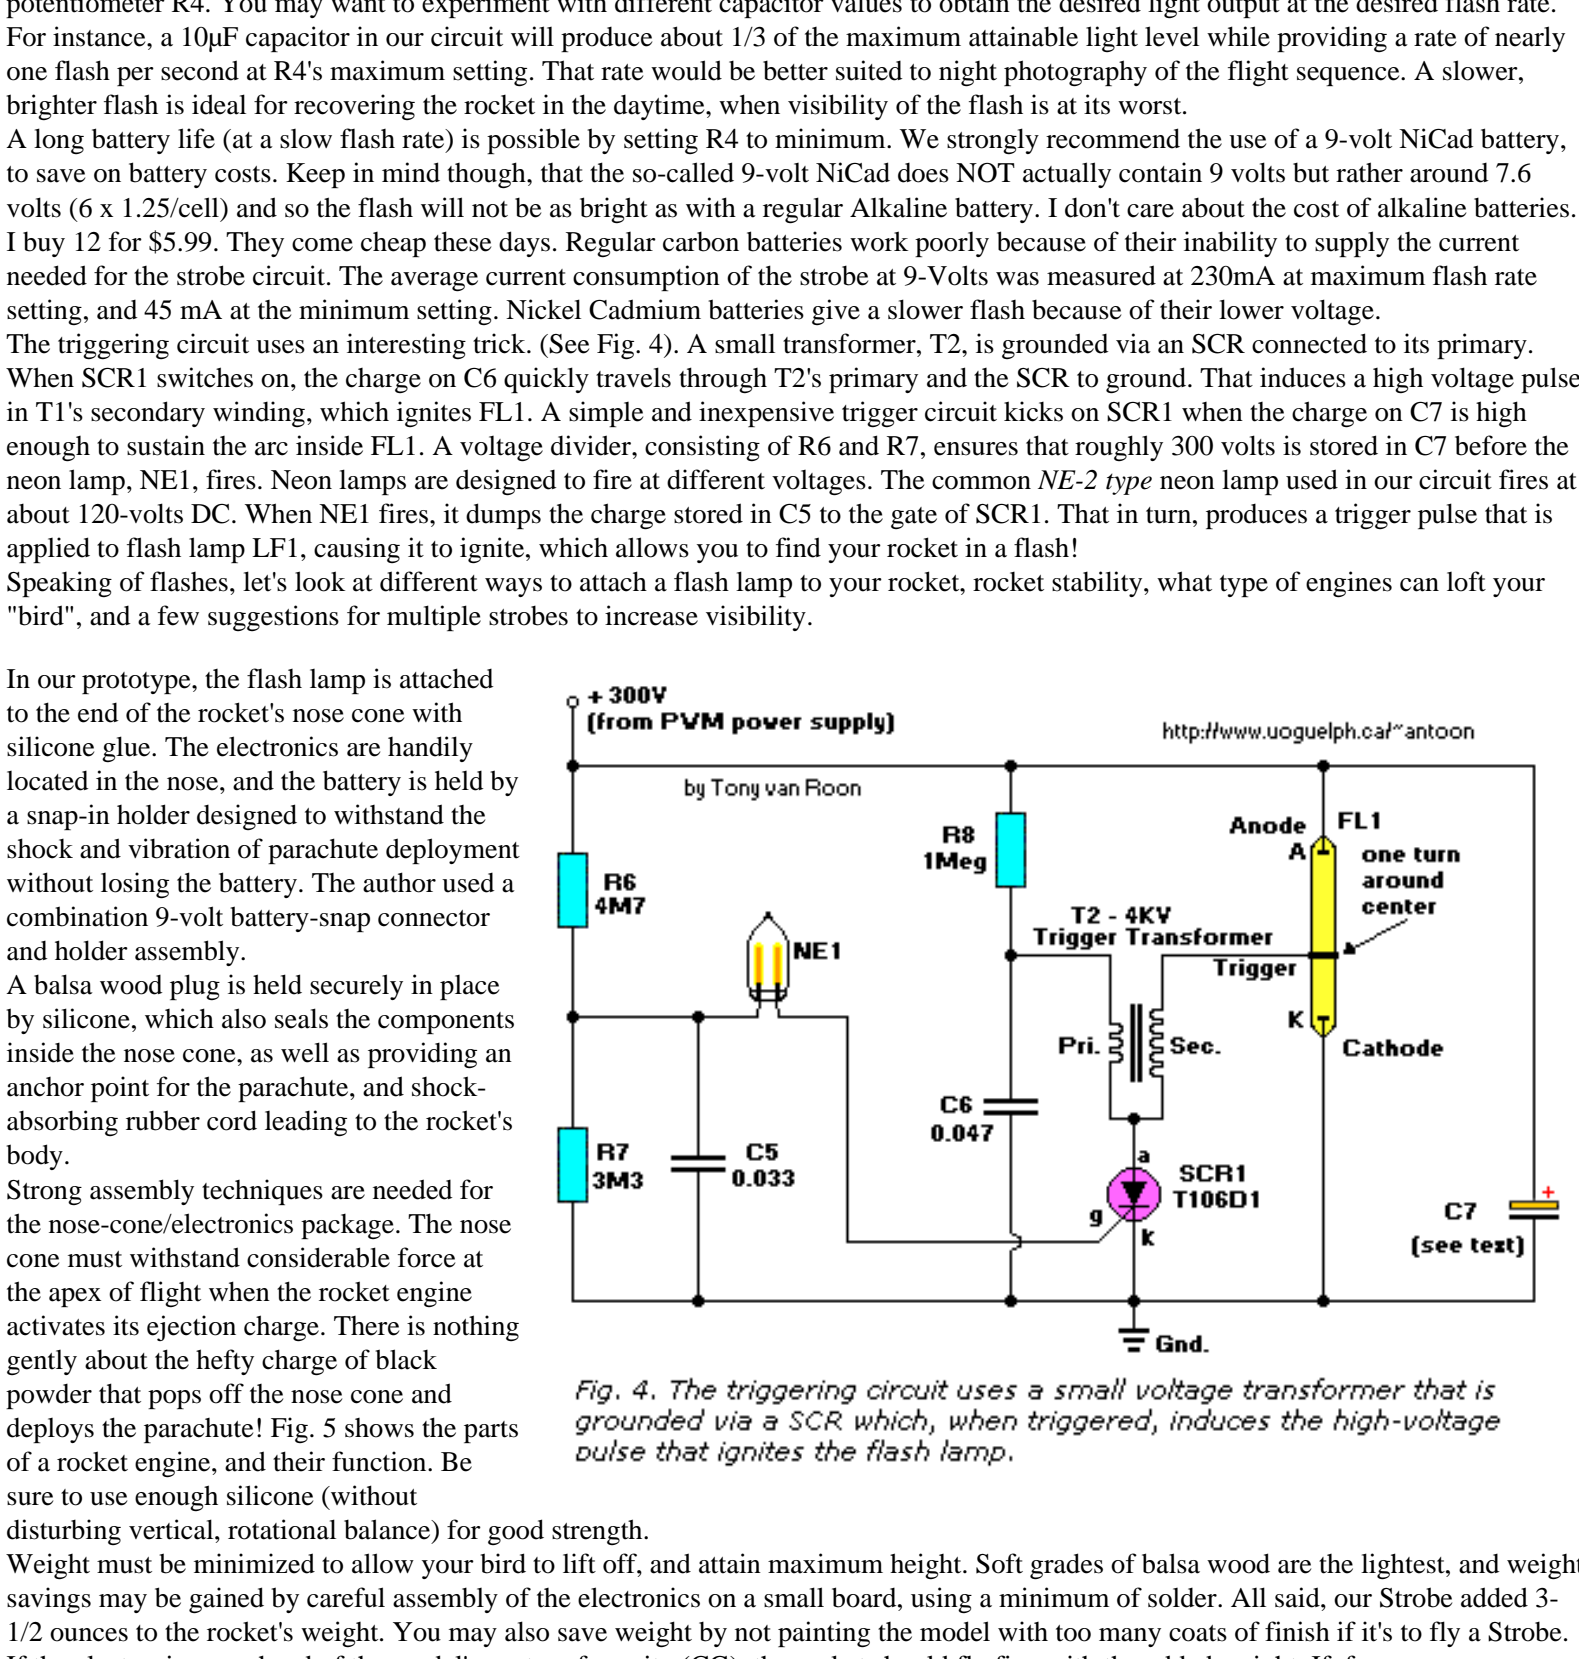 potentiometer R4. You may want to experiment with different capacitor values to obtain the desired light output at the desired flash rate.
For instance, a 10µF capacitor in our circuit will produce about 1/3 of the maximum attainable light level while providing a rate of nearly
one flash per second at R4's maximum setting. That rate would be better suited to night photography of the flight sequence. A slower,
brighter flash is ideal for recovering the rocket in the daytime, when visibility of the flash is at its worst.
A long battery life (at a slow flash rate) is possible by setting R4 to minimum. We strongly recommend the use of a 9-volt NiCad battery,
to save on battery costs. Keep in mind though, that the so-called 9-volt NiCad does NOT actually contain 9 volts but rather around 7.6
volts (6 x 1.25/cell) and so the flash will not be as bright as with a regular Alkaline battery. I don't care about the cost of alkaline batteries.
I buy 12 for $5.99. They come cheap these days. Regular carbon batteries work poorly because of their inability to supply the current
needed for the strobe circuit. The average current consumption of the strobe at 9-Volts was measured at 230mA at maximum flash rate
setting, and 45 mA at the minimum setting. Nickel Cadmium batteries give a slower flash because of their lower voltage.
The triggering circuit uses an interesting trick. (See Fig. 4). A small transformer, T2, is grounded via an SCR connected to its primary.
When SCR1 switches on, the charge on C6 quickly travels through T2's primary and the SCR to ground. That induces a high voltage pulse
in T1's secondary winding, which ignites FL1. A simple and inexpensive trigger circuit kicks on SCR1 when the charge on C7 is high
enough to sustain the arc inside FL1. A voltage divider, consisting of R6 and R7, ensures that roughly 300 volts is stored in C7 before the
neon lamp, NE1, fires. Neon lamps are designed to fire at different voltages. The common NE-2 type neon lamp used in our circuit fires at
about 120-volts DC. When NE1 fires, it dumps the charge stored in C5 to the gate of SCR1. That in turn, produces a trigger pulse that is
applied to flash lamp LF1, causing it to ignite, which allows you to find your rocket in a flash!
Speaking of flashes, let's look at different ways to attach a flash lamp to your rocket, rocket stability, what type of engines can loft your
"bird", and a few suggestions for multiple strobes to increase visibility.
In our prototype, the flash lamp is attached
to the end of the rocket's nose cone with
silicone glue. The electronics are handily
located in the nose, and the battery is held by
a snap-in holder designed to withstand the
shock and vibration of parachute deployment
without losing the battery. The author used a
combination 9-volt battery-snap connector
and holder assembly.
A balsa wood plug is held securely in place
by silicone, which also seals the components
inside the nose cone, as well as providing an
anchor point for the parachute, and shock-
absorbing rubber cord leading to the rocket's
body.
Strong assembly techniques are needed for
the nose-cone/electronics package. The nose
cone must withstand considerable force at
the apex of flight when the rocket engine
activates its ejection charge. There is nothing
gently about the hefty charge of black
powder that pops off the nose cone and
deploys the parachute! Fig. 5 shows the parts
of a rocket engine, and their function. Be
sure to use enough silicone (without
disturbing vertical, rotational balance) for good strength.
+ 300V
(from PVM power supply)
http://www.uoguelph.ca/~antoon
by Tony van Roon
R8
1Meg
Anode
A
FL1
one turn
around
center
R6
4M7
NE1
T2 - 4KV
Trigger Transformer
Trigger
K
Cathode
Pri.
Sec.
C6
0.047
R7
3M3
C5
0.033
a
SCR1
T106D1
g
K
C7
+
(see text)
Gnd.
Fig. 4. The triggering circuit uses a small voltage transformer that is
grounded via a SCR which, when triggered, induces the high-voltage
pulse that ignites the flash lamp.
Weight must be minimized to allow your bird to lift off, and attain maximum height. Soft grades of balsa wood are the lightest, and weight
savings may be gained by careful assembly of the electronics on a small board, using a minimum of solder. All said, our Strobe added 3-
1/2 ounces to the rocket's weight. You may also save weight by not painting the model with too many coats of finish if it's to fly a Strobe.